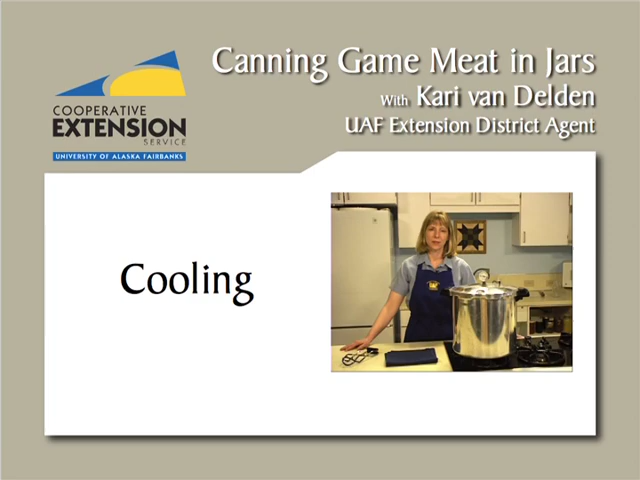 Canning Game Meat in Jars
With Kari van Delden
UAF Extension District Agent
COOPERATIVE
EXTENSION
SERVICE
UNIVERSITY OF ALASKA FAIRBANKS
Cooling